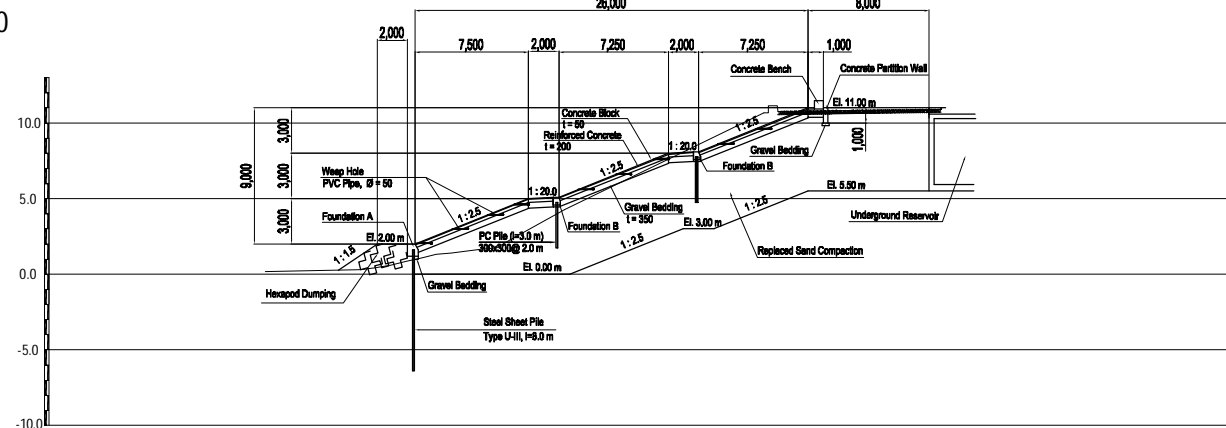 0
26,000
8,000
2,000
7,500
2,000
7,250
2,000
7,250
1,000
Concrete Bench
Concrete Partition Wall
El. 11.00 m
10.0
9,000
3,000
3,000
3,000
Concrete Block
t = 50
Reinforced Concrete
t = 200
1 : 2.5
1 : 20.0
Gravel Bedding
1,000
Weep Hole
PVC Pipe, Ø = 50
1 : 2.5
Foundation B
1 : 20.0
El. 5.50 m
5.0
Foundation A
1 : 2.5
Gravel Bedding
t = 350
1 : 2.5
Underground Reservoir
Foundation B
El. 3.00 m
El. 2.00 m
PC Pile (l=3.0 m)
300x300@ 2.0 m
1 : 2.5
Replaced Sand Compaction
1 : 1.5
El. 0.00 m
0.0
Gravel Bedding
Hexapod Dumping
Steel Sheet Pile
Type U-III, l=8.0 m
-5.0
-10.0